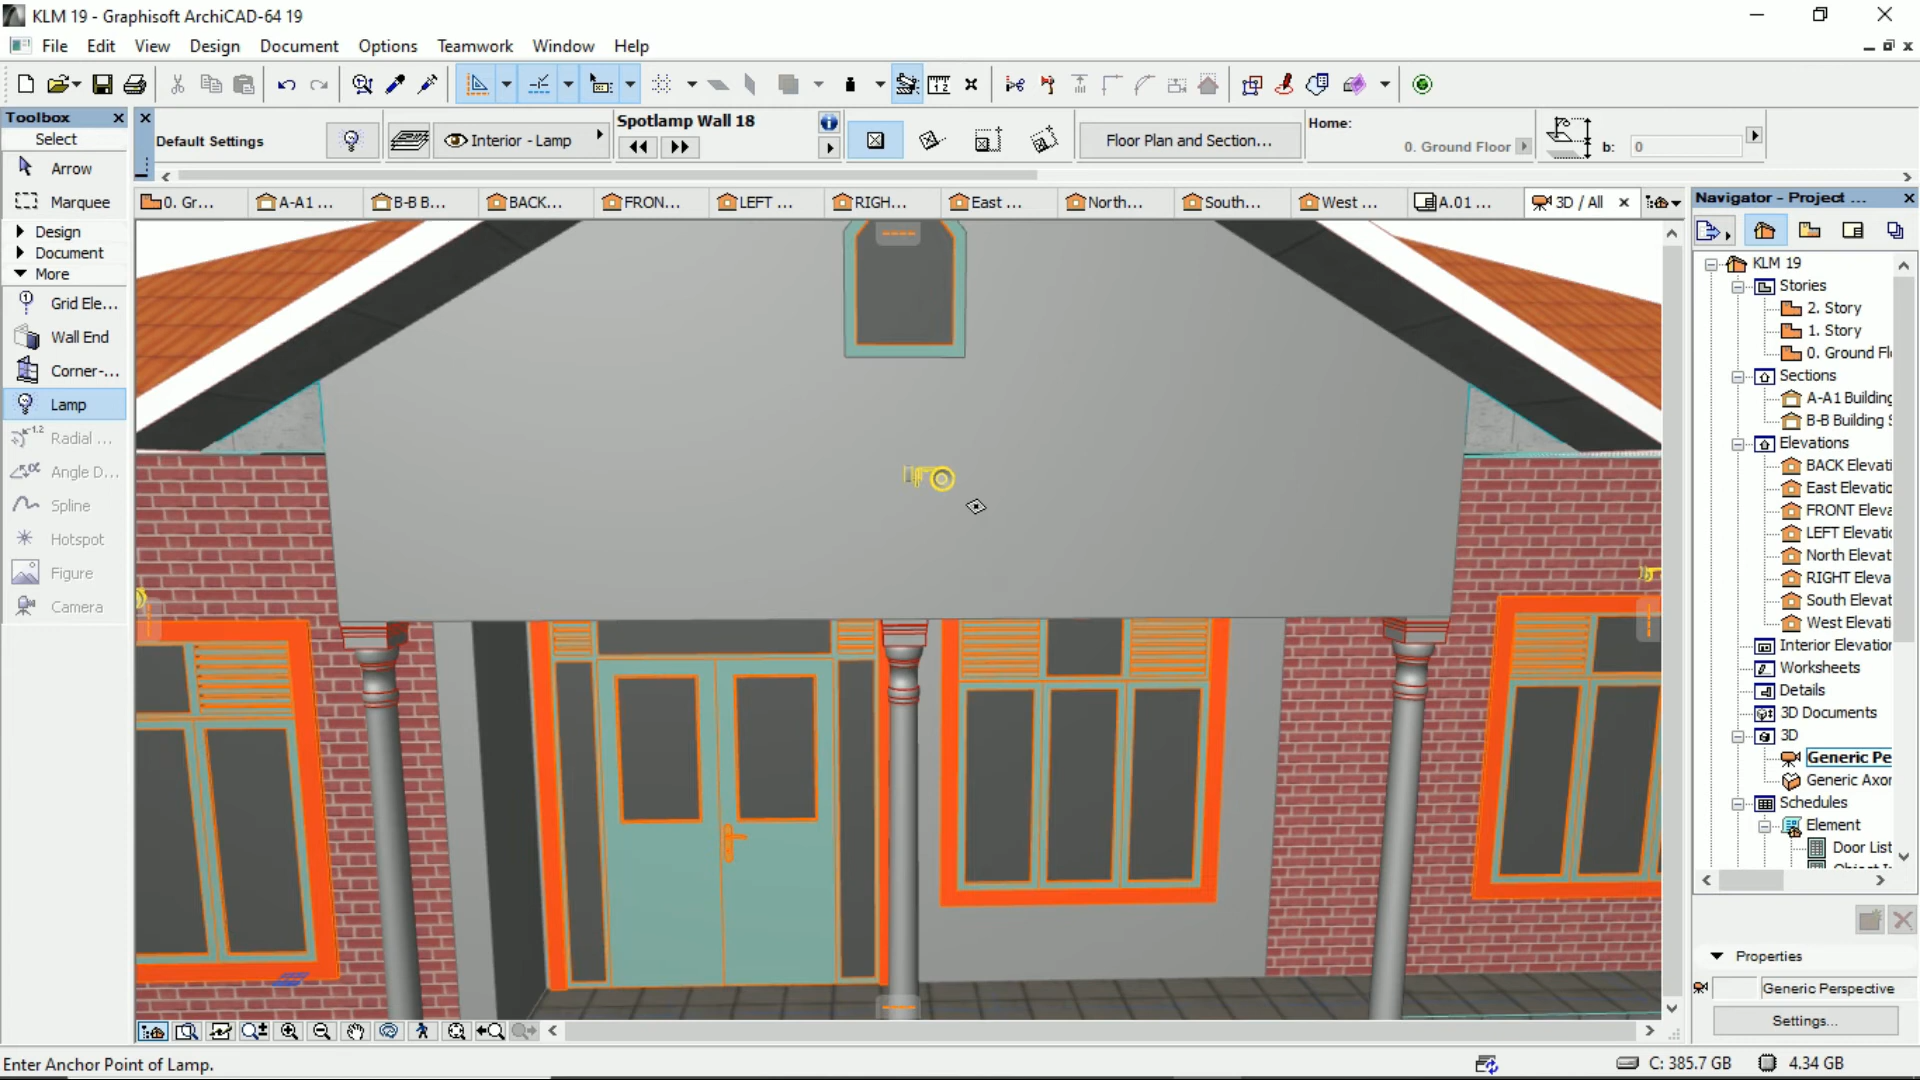 KLM 19 - Graphisoft ArchiCAD-64 19
File Edit View Design Document Options Teamwork Window Help
Toolbox
Select
Arrow
Marquee
Design
Document
More
Grid Ele...
Wall End
Corner-...
Lamp
Radial ...
Angle D...
Spline
Hotspot
Figure
Camera
Default Settings
Interior - Lamp
Spotlamp Wall 18
Floor Plan and Section...
Home:
0. Ground Floor
b: 0
0. Gr... A-A1 ... B-B B... BACK... FRON... LEFT ... RIGH... East ... North... South... West ... A.01 ... 3D / All
Navigator - Project ...
KLM 19
Stories
2. Story
1. Story
0. Ground Fl
Sections
A-A1 Building
B-B Building S
Elevations
BACK Elevati
East Elevatic
FRONT Eleva
LEFT Elevatic
North Elevat
RIGHT Eleva
South Elevat
West Elevati
Interior Elevation
Worksheets
Details
3D Documents
3D
Generic Pe
Generic Axor
Schedules
Element
Door List
Properties
Generic Perspective
Settings...
Enter Anchor Point of Lamp.
C: 385.7 GB 4.34 GB